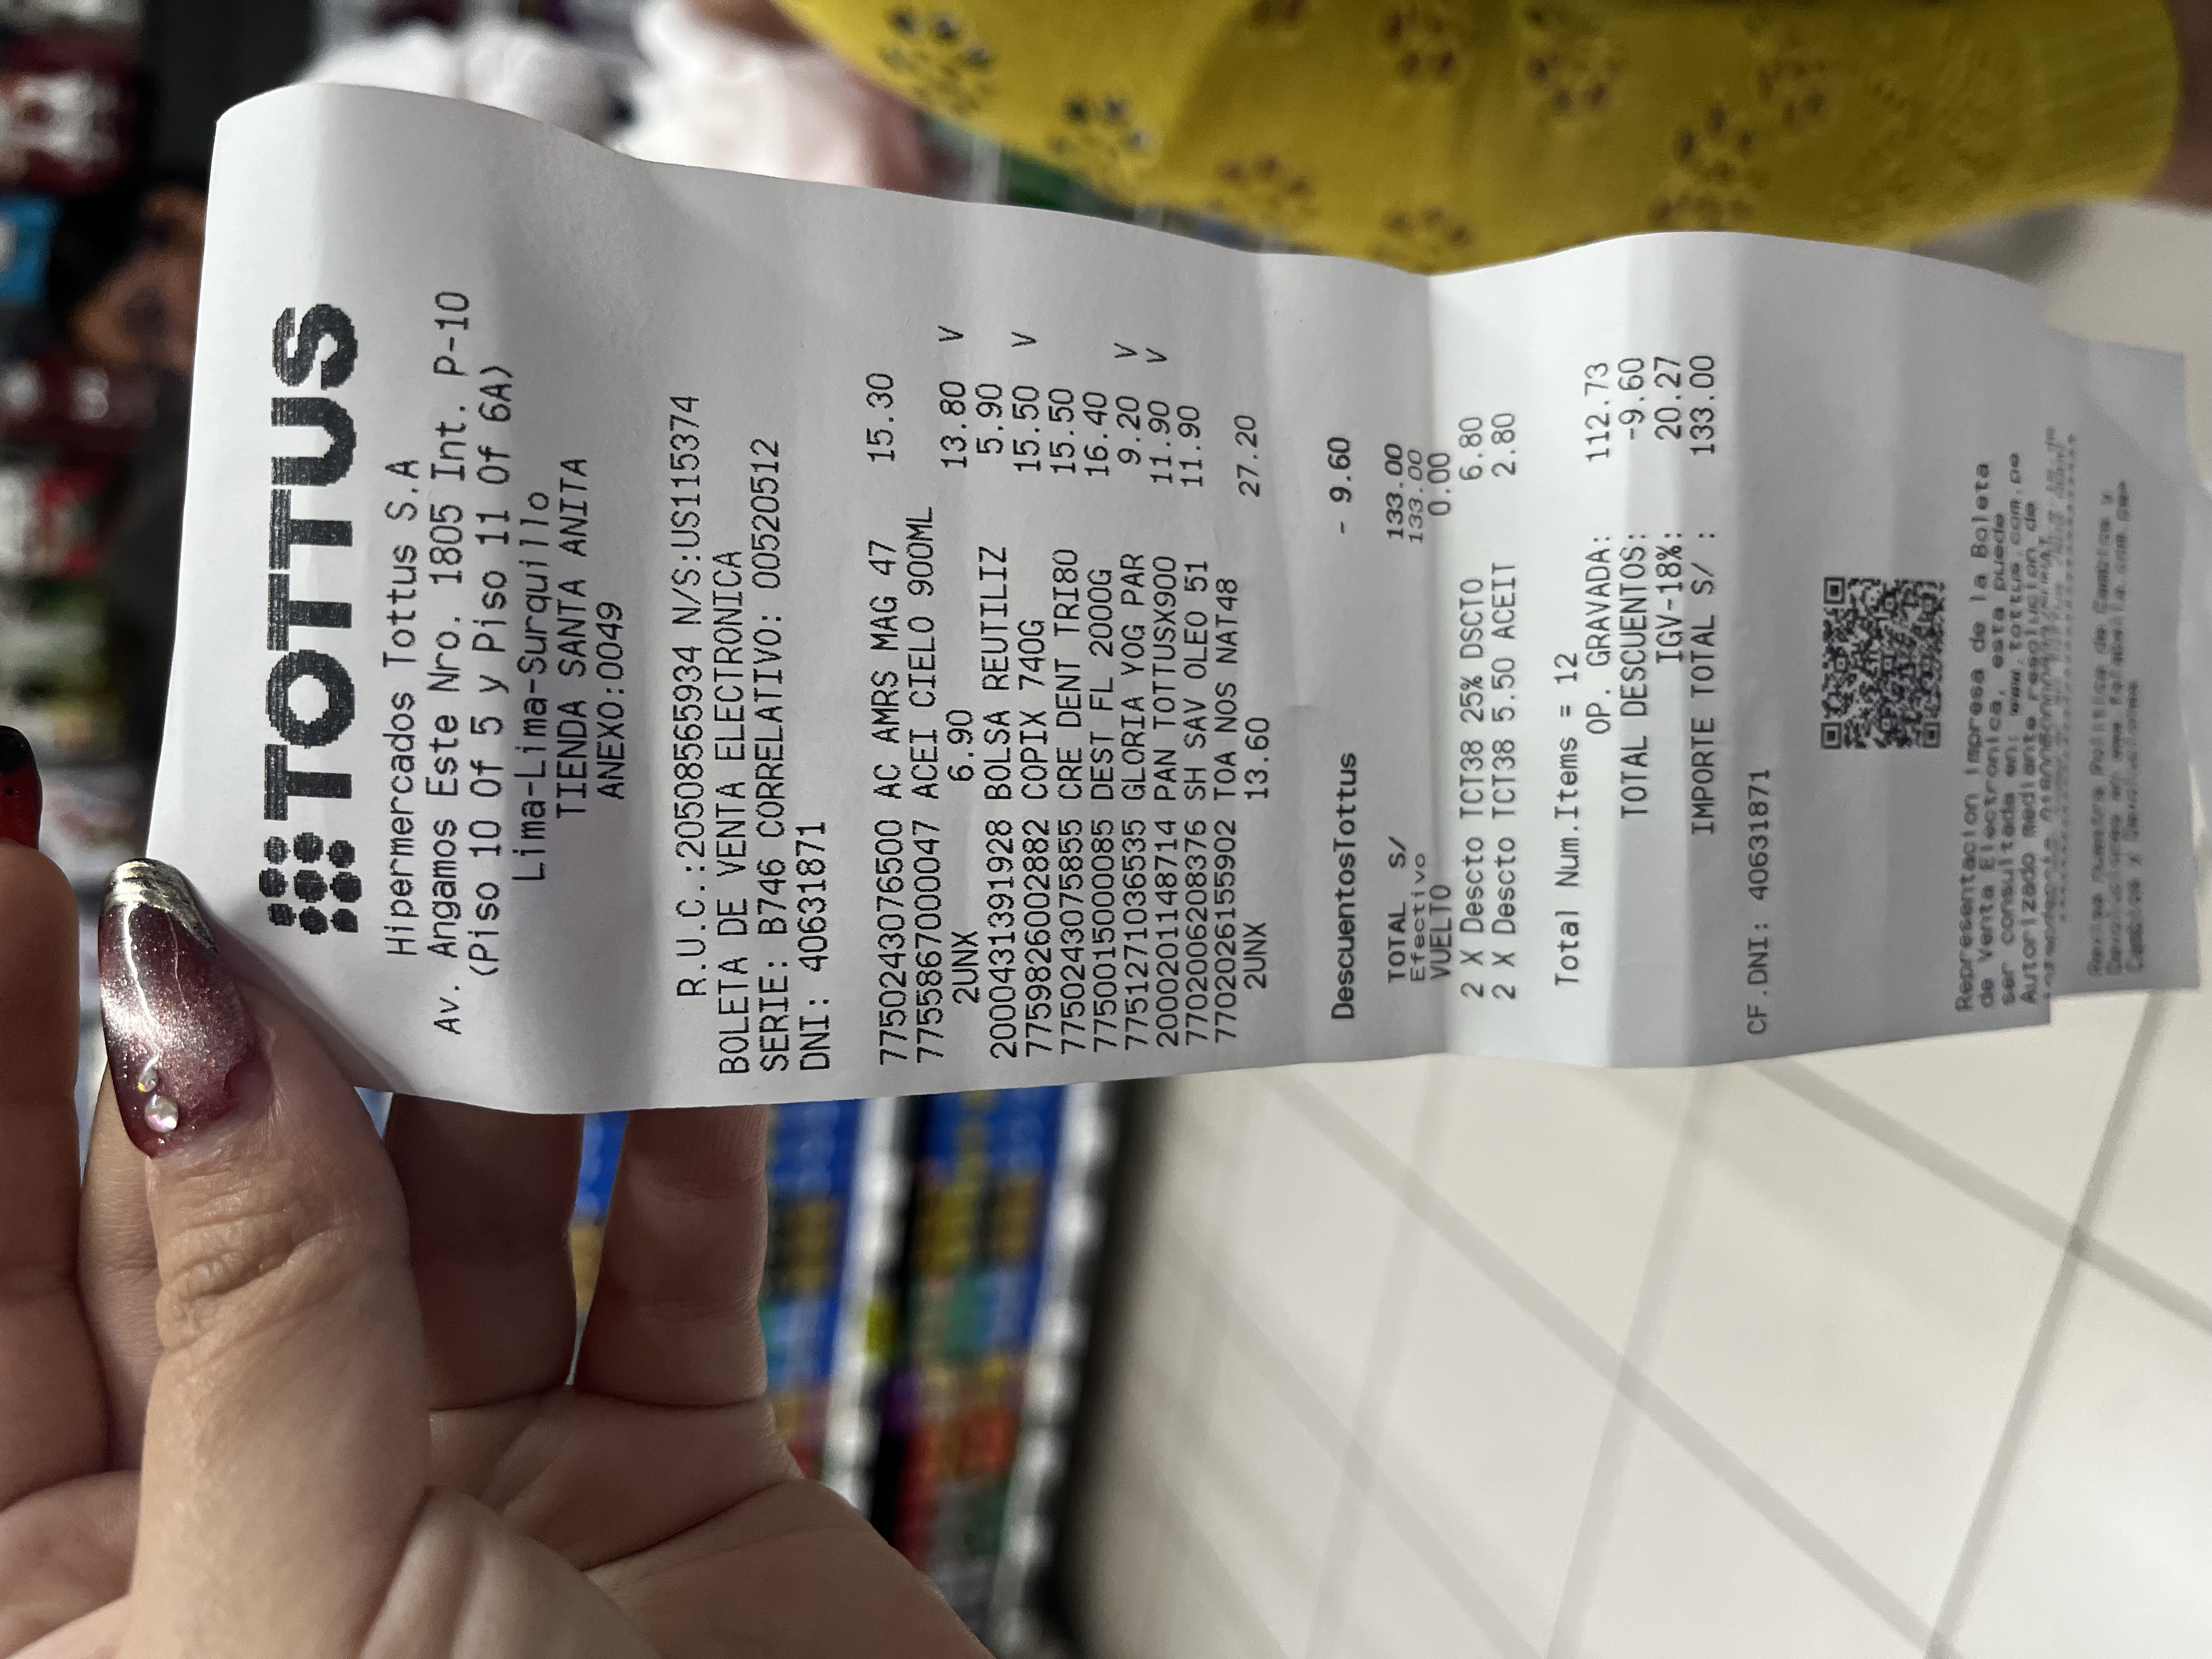 TOTTUS
Hipermercados Tottus S.A
Av. Angamos Este Nro. 1805 Int. P-10
(Piso 10 Of 5 y Piso 11 Of 6A)
Lima-Lima-Surquillo
TIENDA SANTA ANITA
ANEXO:0049
R.U.C.:20508565934 N/S:US115374
BOLETA DE VENTA ELECTRONICA
SERIE: B746 CORRELATIVO: 00520512
DNI: 40631871
7750243076500 AC AMRS MAG 47 15.30
7755867000047 ACEI CIELO 900ML
2UNX 6.90 13.80 V
2000431391928 BOLSA REUTILIZ 5.90
7759826002882 COPIX 740G 15.50 V
7750243075855 CRE DENT TRI80 15.50
7750015000085 DEST FL 2000G 16.40
7751271036535 GLORIA YOG PAR 9.20 V
2000201148714 PAN TOTTUSX900 11.90 V
7702006208376 SH SAV OLEO 51 11.90
7702026155902 TOA NOS NAT48
2UNX 13.60 27.20
DescuentosTottus - 9.60
TOTAL S/ 133.00
Efectivo 133.00
VUELTO 0.00
2 X Descto TCT38 25% DSCTO 6.80
2 X Descto TCT38 5.50 ACEIT 2.80
Total Num.Items = 12
OP. GRAVADA: 112.73
TOTAL DESCUENTOS: -9.60
IGV-18%: 20.27
IMPORTE TOTAL S/ : 133.00
CF.DNI: 40631871
Representacion impresa de la Boleta
de Venta Electronica, esta puede
ser consultada en: www.tottus.com.pe
Autorizado mediante resolucion de
Revisa nuestra Politica de Cambios y
Devoluciones en www.falabella.com.pe-
Cambios y Devoluciones